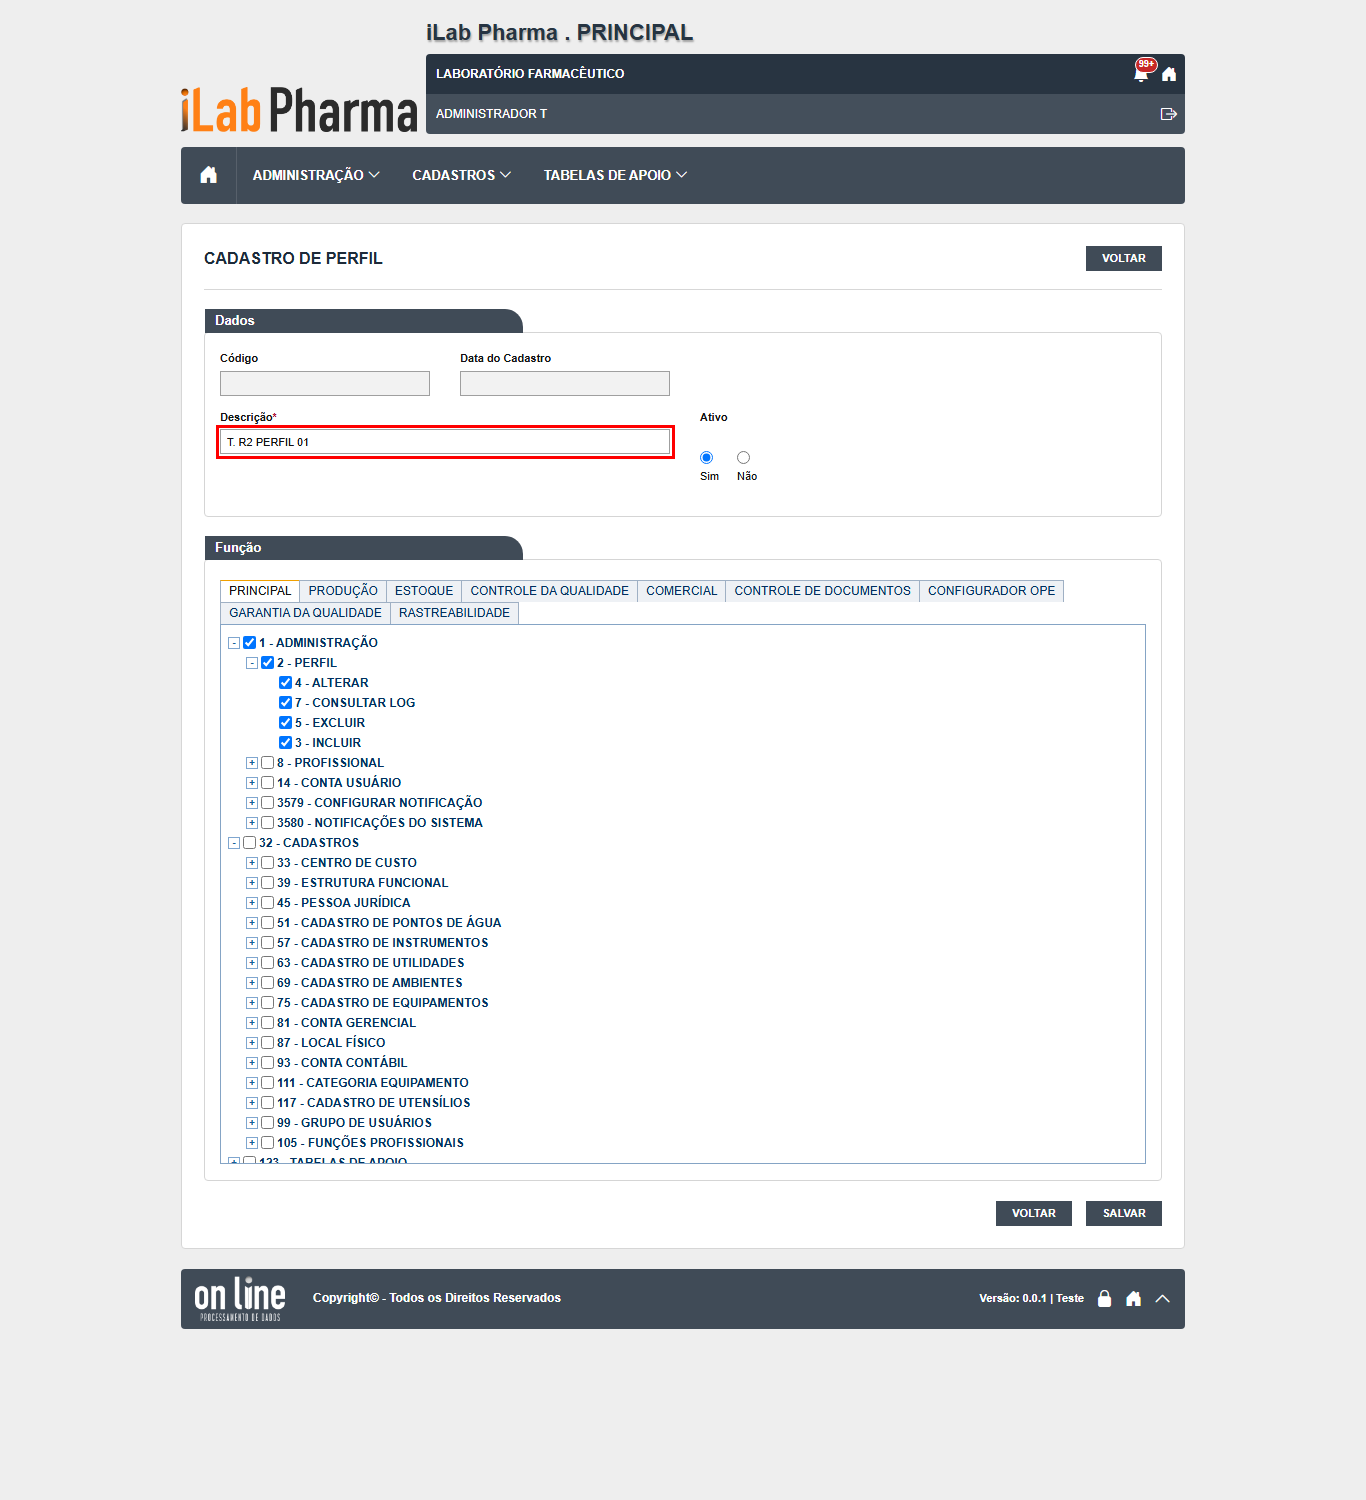 iLab Pharma . PRINCIPAL
LABORATÓRIO FARMACÊUTICO
99+
iLab Pharma
ADMINISTRADOR T
ADMINISTRAÇÃO
CADASTROS
TABELAS DE APOIO
CADASTRO DE PERFIL
VOLTAR
Dados
Código
Data do Cadastro
Descrição*
Ativo
T. R2 PERFIL 01
Sim
Não
Função
PRINCIPAL
PRODUÇÃO
ESTOQUE
CONTROLE DA QUALIDADE
COMERCIAL
CONTROLE DE DOCUMENTOS
CONFIGURADOR OPE
GARANTIA DA QUALIDADE
RASTREABILIDADE
1 - ADMINISTRAÇÃO
2 - PERFIL
4 - ALTERAR
7 - CONSULTAR LOG
5 - EXCLUIR
3 - INCLUIR
8 - PROFISSIONAL
14 - CONTA USUÁRIO
3579 - CONFIGURAR NOTIFICAÇÃO
3580 - NOTIFICAÇÕES DO SISTEMA
32 - CADASTROS
33 - CENTRO DE CUSTO
39 - ESTRUTURA FUNCIONAL
45 - PESSOA JURÍDICA
51 - CADASTRO DE PONTOS DE ÁGUA
57 - CADASTRO DE INSTRUMENTOS
63 - CADASTRO DE UTILIDADES
69 - CADASTRO DE AMBIENTES
75 - CADASTRO DE EQUIPAMENTOS
81 - CONTA GERENCIAL
87 - LOCAL FÍSICO
93 - CONTA CONTÁBIL
111 - CATEGORIA EQUIPAMENTO
117 - CADASTRO DE UTENSÍLIOS
99 - GRUPO DE USUÁRIOS
105 - FUNÇÕES PROFISSIONAIS
123 - TABELAS DE APOIO
VOLTAR
SALVAR
on line
PROCESSAMENTO DE DADOS
Copyright© - Todos os Direitos Reservados
Versão: 0.0.1 | Teste